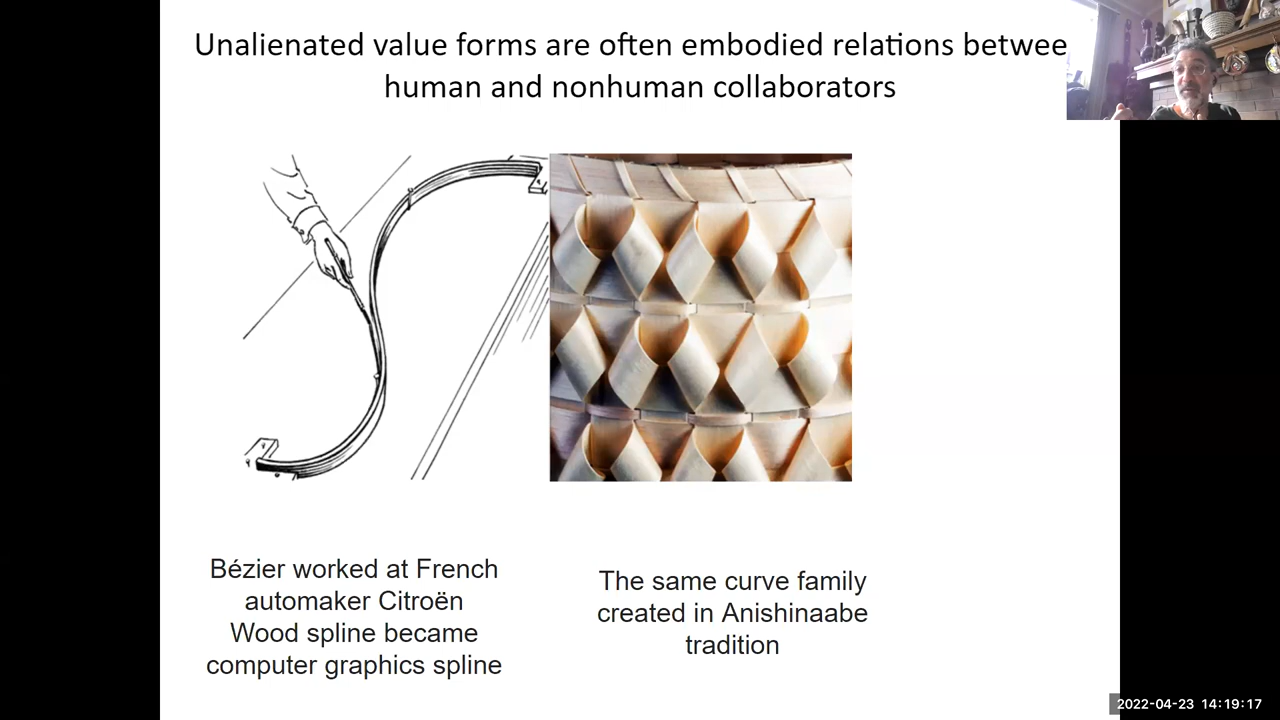 Unalienated value forms are often embodied relations betwee
human and nonhuman collaborators
Bézier worked at French
automaker Citroën
Wood spline became
computer graphics spline
The same curve family
created in Anishinaabe
tradition
2022-04-23 14:19:17